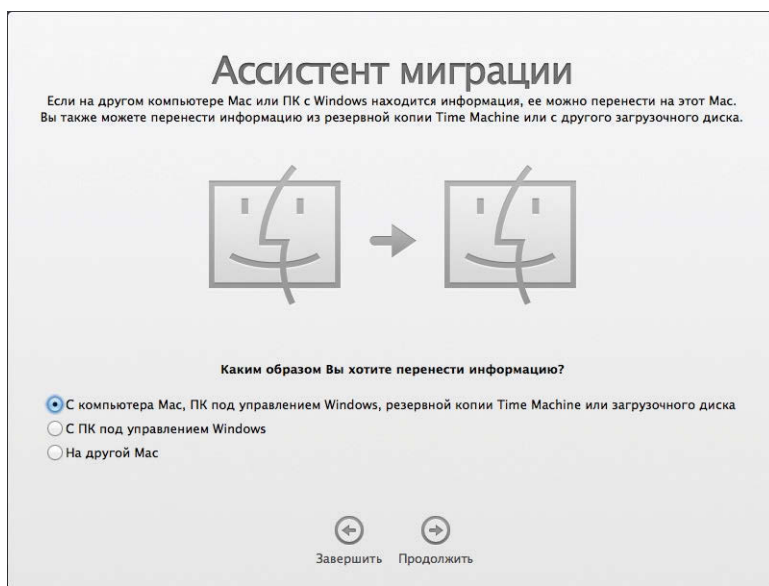 Ассистент миграции
Если на другом компьютере Mac или ПК с Windows находится информация, ее можно перенести на этот Mac.
Вы также можете перенести информацию из резервной копии Time Machine или с другого загрузочного диска.
Каким образом Вы хотите перенести информацию?
С компьютера Mac, ПК под управлением Windows, резервной копии Time Machine или загрузочного диска
С ПК под управлением Windows
На другой Mac
Завершить Продолжить